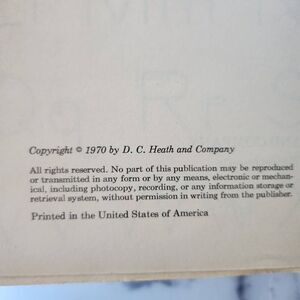 Copyright © 1970 by D. C. Heath and Company
All rights reserved. No part of this publication may be reproduced
or transmitted in any form or by any means, electronic or mechan-
ical, including photocopy, recording, or any information storage or
retrieval system, without permission in writing from the publisher.
Printed in the United States of America